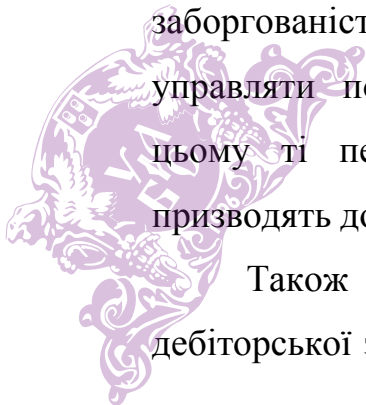 заборгованіст
управляти по
цьому ті пе
призводять до
Також
дебіторської з